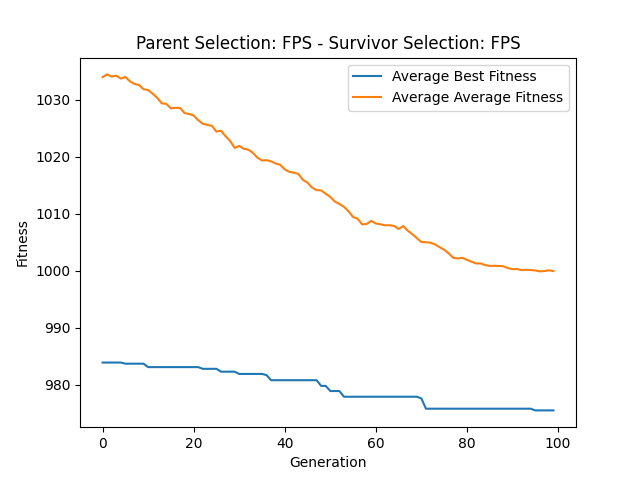 Parent Selection: FPS - Survivor Selection: FPS
Average Best Fitness
Average Average Fitness
Fitness
1030
1020
1010
1000
990
980
0 20 40 60 80 100
Generation